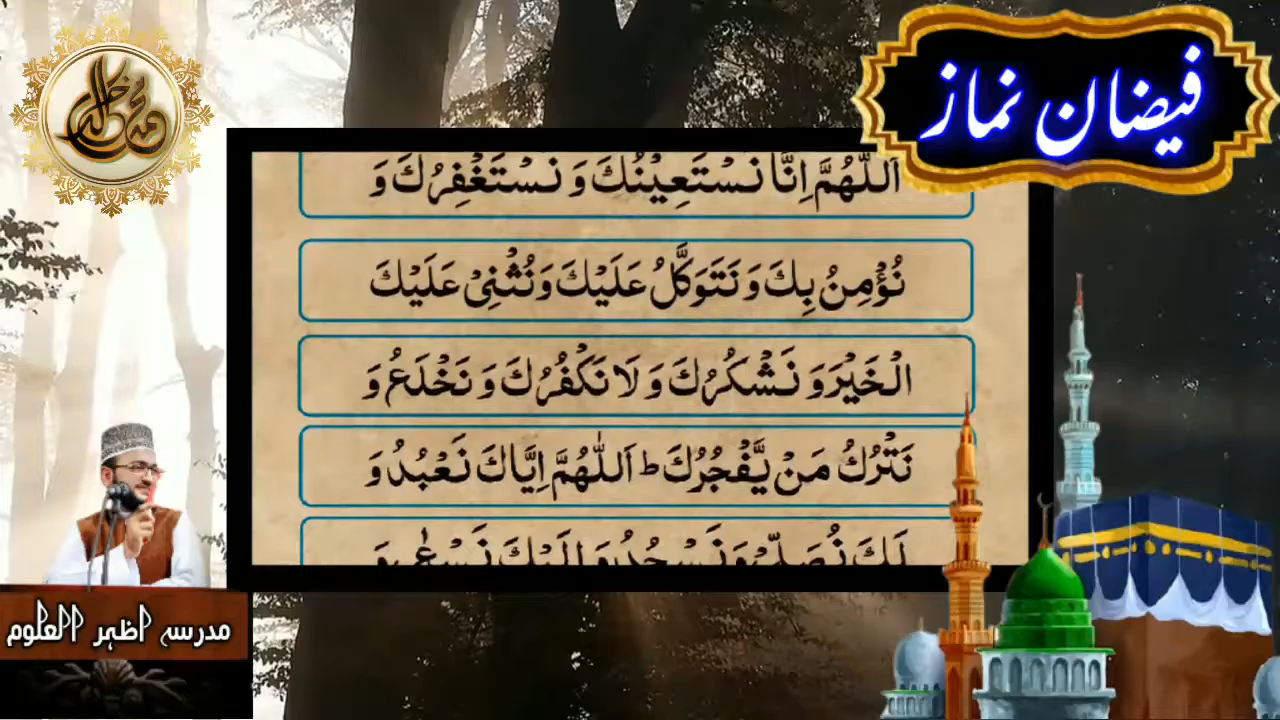 فیضان نماز
اَللّٰهُمَّ اِنَّا نَسْتَعِيْنُكَ وَ نَسْتَغْفِرُكَ وَ
نُؤْمِنُ بِكَ وَ نَتَوَكَّلُ عَلَيْكَ وَ نُثْنِیْ عَلَيْكَ
الْخَيْرَ وَ نَشْكُرُكَ وَ لَا نَكْفُرُكَ وَ نَخْلَعُ وَ
نَتْرُكُ مَنْ يَّفْجُرُكَ ط اَللّٰهُمَّ اِيَّاكَ نَعْبُدُ وَ
لَكَ نُصَلِّیْ وَ نَسْجُدُ وَ اِلَيْكَ نَسْعٰی وَ
مدرسہ اظہر العلوم